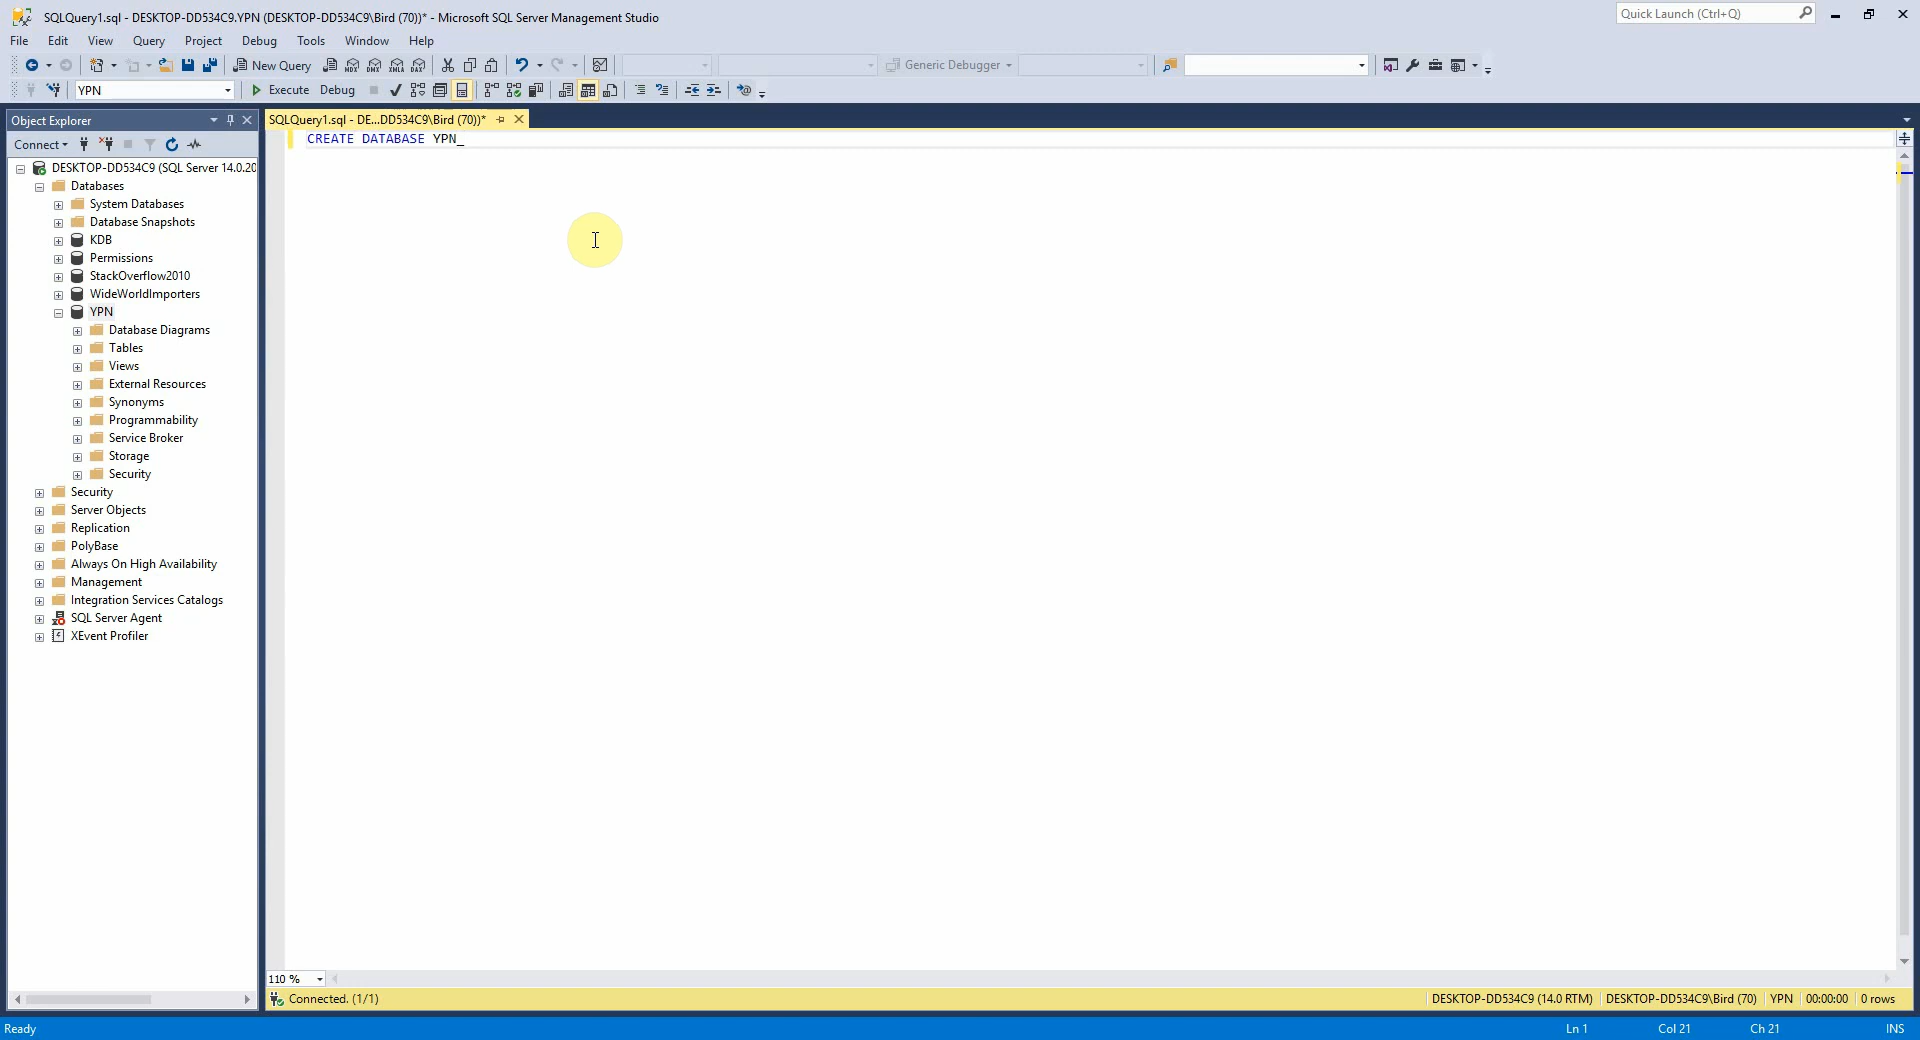 SQLQuery1.sql - DESKTOP-DD534C9.YPN (DESKTOP-DD534C9\Bird (70))* - Microsoft SQL Server Management Studio
Quick Launch (Ctrl+Q)
File Edit View Query Project Debug Tools Window Help
New Query MDX DMX XMLA DAX Generic Debugger
YPN Execute Debug
Object Explorer
SQLQuery1.sql - DE...DD534C9\Bird (70))*
Connect
CREATE DATABASE YPN_
DESKTOP-DD534C9 (SQL Server 14.0.20
Databases
System Databases
Database Snapshots
KDB
Permissions
StackOverflow2010
WideWorldImporters
YPN
Database Diagrams
Tables
Views
External Resources
Synonyms
Programmability
Service Broker
Storage
Security
Security
Server Objects
Replication
PolyBase
Always On High Availability
Management
Integration Services Catalogs
SQL Server Agent
XEvent Profiler
110 %
Connected. (1/1) DESKTOP-DD534C9 (14.0 RTM) DESKTOP-DD534C9\Bird (70) YPN 00:00:00 0 rows
Ready Ln 1 Col 21 Ch 21 INS